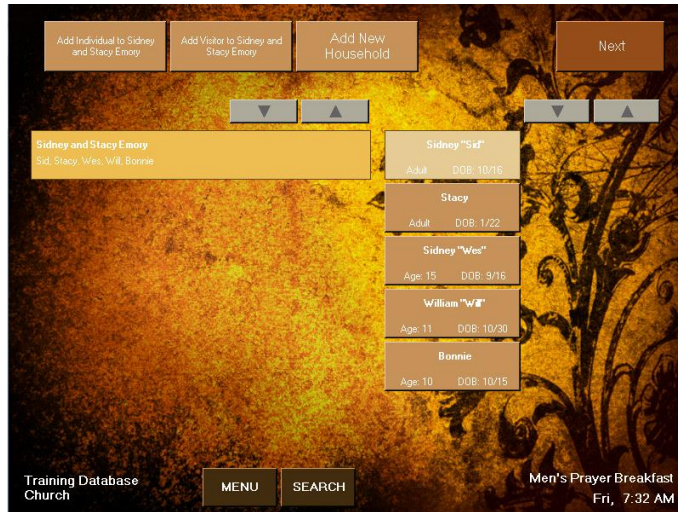 Add Individual to Sidney
and Stacy Emory
Add Visitor to Sidney and
Stacy Emory
Add New
Household
Next
Sidney and Stacy Emory
Sid, Stacy, Wes, Will, Bonnie
Sidney "Sid"
Adult DOB: 10/16
Stacy
Adult DOB: 1/22
Sidney "Wes"
Age: 15 DOB: 9/16
William "Will"
Age: 11 DOB: 10/30
Bonnie
Age: 10 DOB: 10/15
Training Database
Church
MENU
SEARCH
Men's Prayer Breakfast
Fri, 7:32 AM